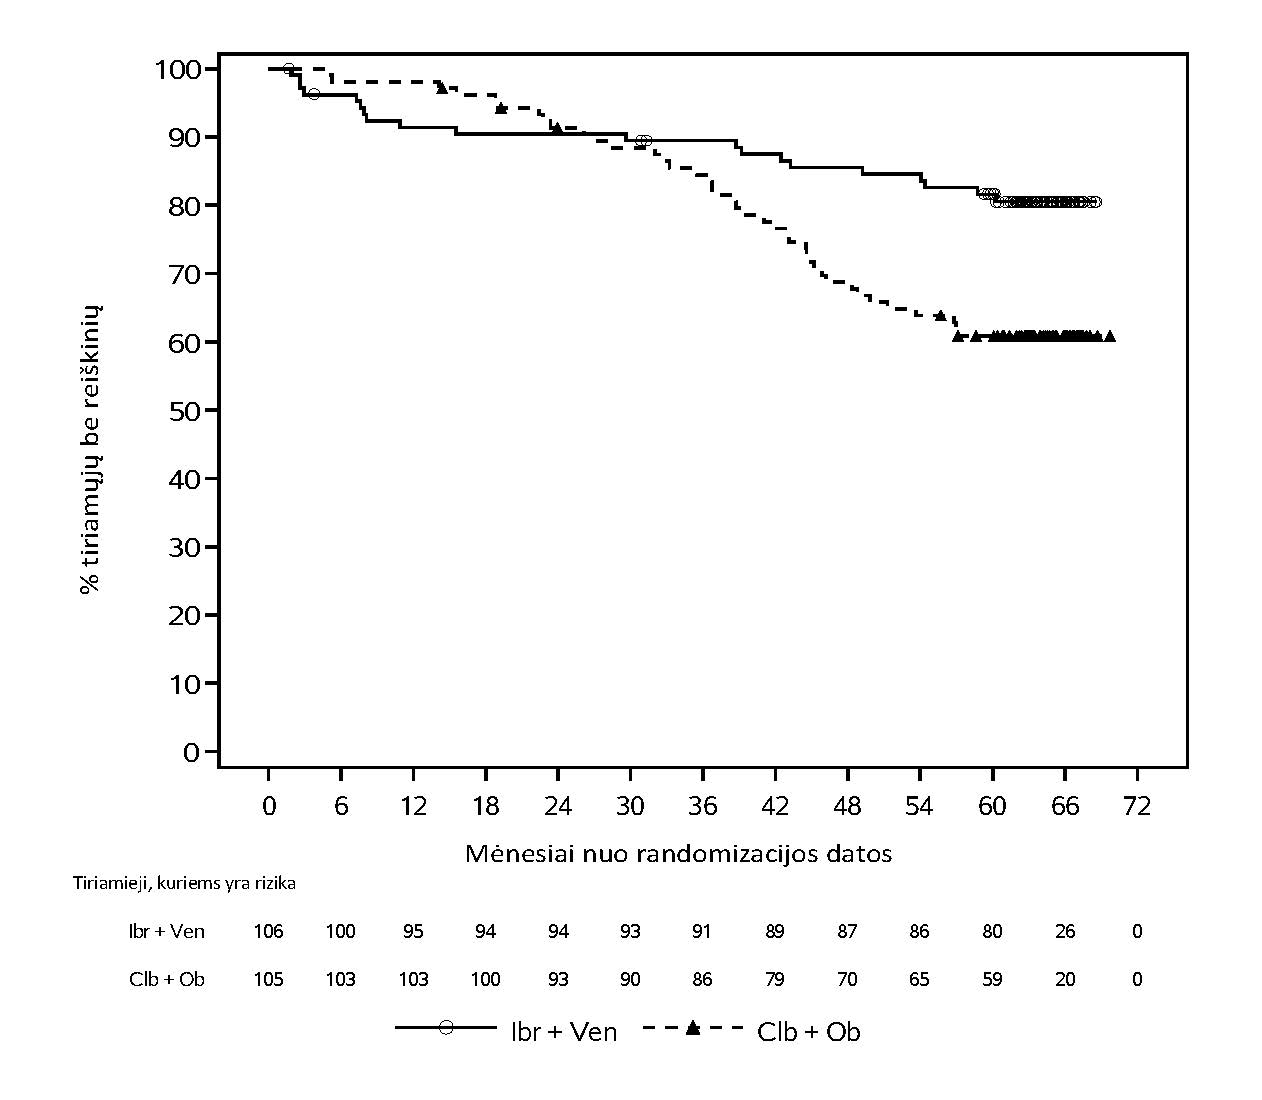 100
90
80
70
60
50
40
30
20
10
0
% tiriamųjų be reiškinių
0 6 12 18 24 30 36 42 48 54 60 66 72
Mėnesiai nuo randomizacijos datos
Tiriamieji, kuriems yra rizika
Ibr + Ven 106 100 95 94 94 93 91 89 87 86 80 26 0
Clb + Ob 105 103 103 100 93 90 86 79 70 65 59 20 0
Ibr + Ven Clb + Ob